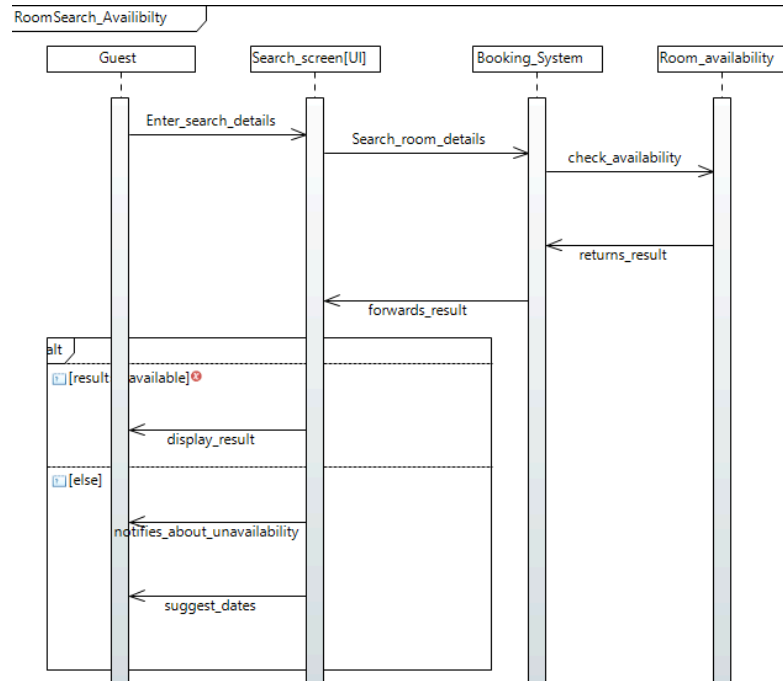 RoomSearch_Availibilty
Guest
Search_screen[UI]
Booking_System
Room_availability
Enter_search_details
Search_room_details
check_availability
returns_result
forwards_result
alt
[result available]
display_result
[else]
notifies_about_unavailability
suggest_dates